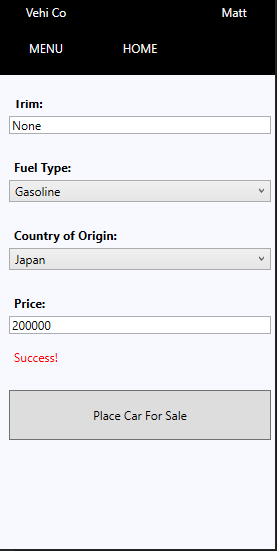 Vehi Co Matt
MENU HOME
Trim:
None
Fuel Type:
Gasoline
Country of Origin:
Japan
Price:
200000
Success!
Place Car For Sale